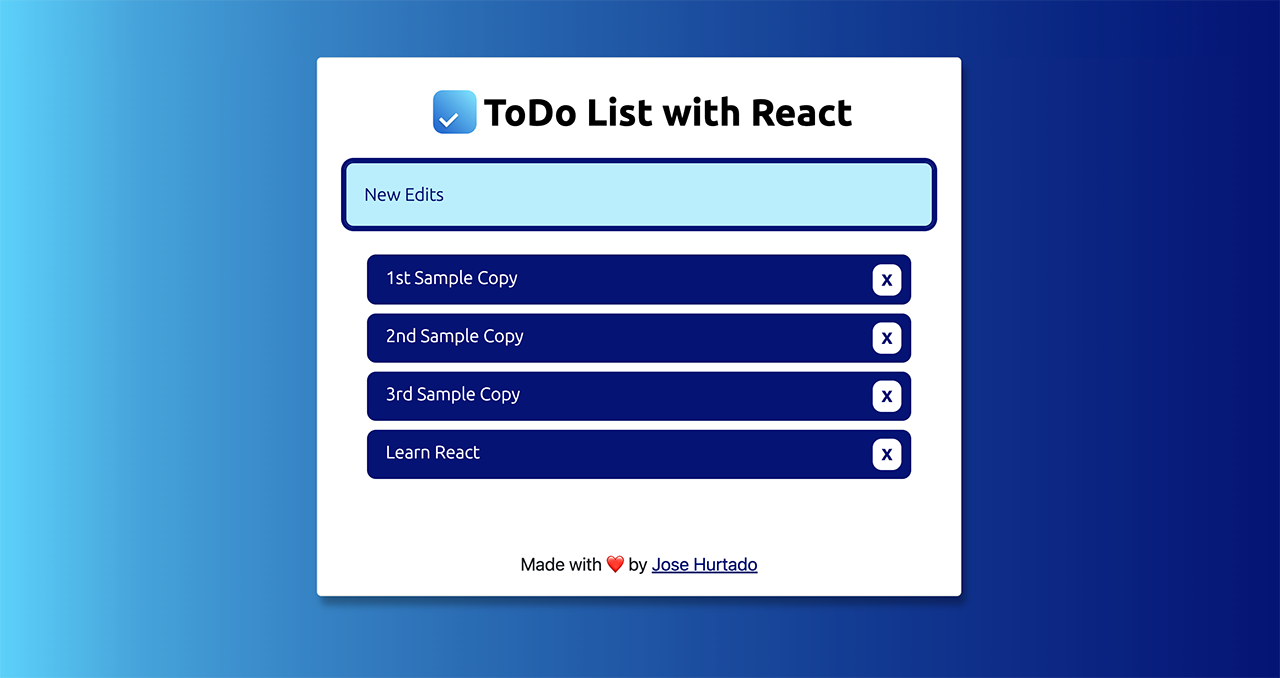 ToDo List with React
New Edits
1st Sample Copy X
2nd Sample Copy X
3rd Sample Copy X
Learn React X
Made with ❤️ by Jose Hurtado